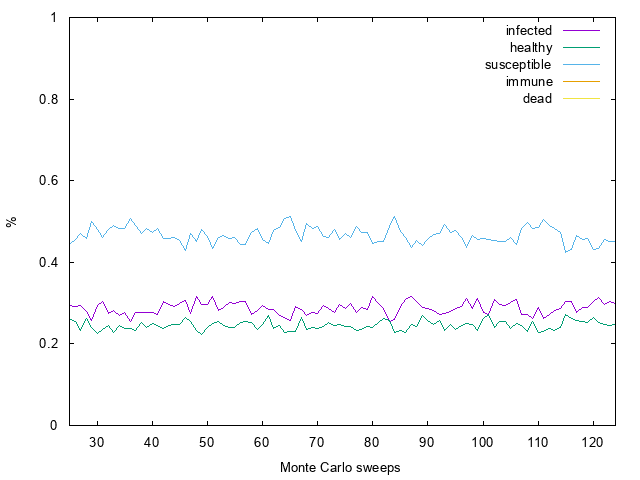 1
0.8
0.6
0.4
0.2
0
%
infected
healthy
susceptible
immune
dead
30 40 50 60 70 80 90 100 110 120
Monte Carlo sweeps